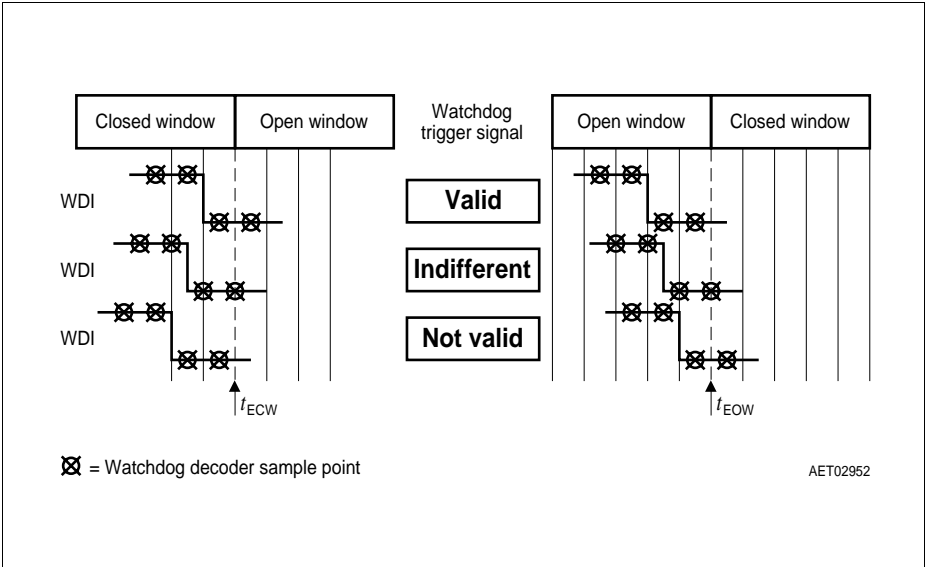 Closed window Open window
Watchdog
trigger signal
Open window Closed window
WDI
Valid
WDI
Indifferent
WDI
Not valid
tECW
tEOW
= Watchdog decoder sample point
AET02952